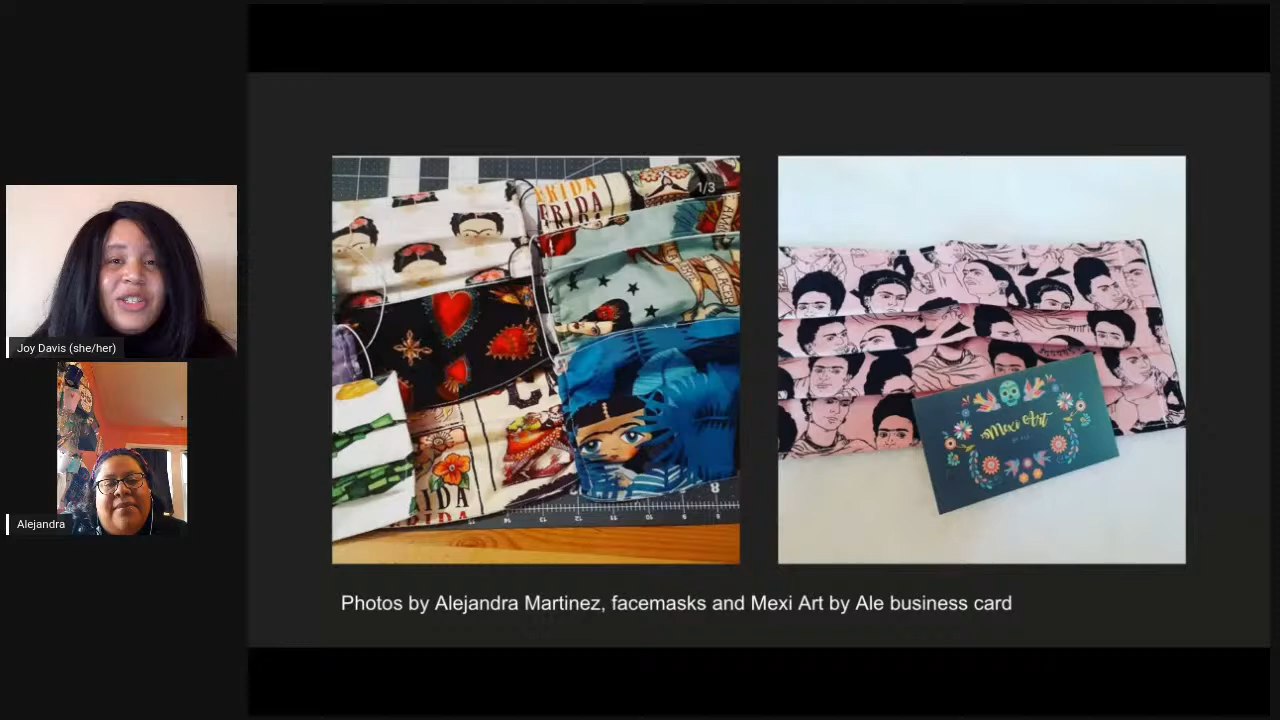 Joy Davis (she/her)
Alejandra
1/3
FRIDA
FRIDA
Mexi Art
Photos by Alejandra Martinez, facemasks and Mexi Art by Ale business card